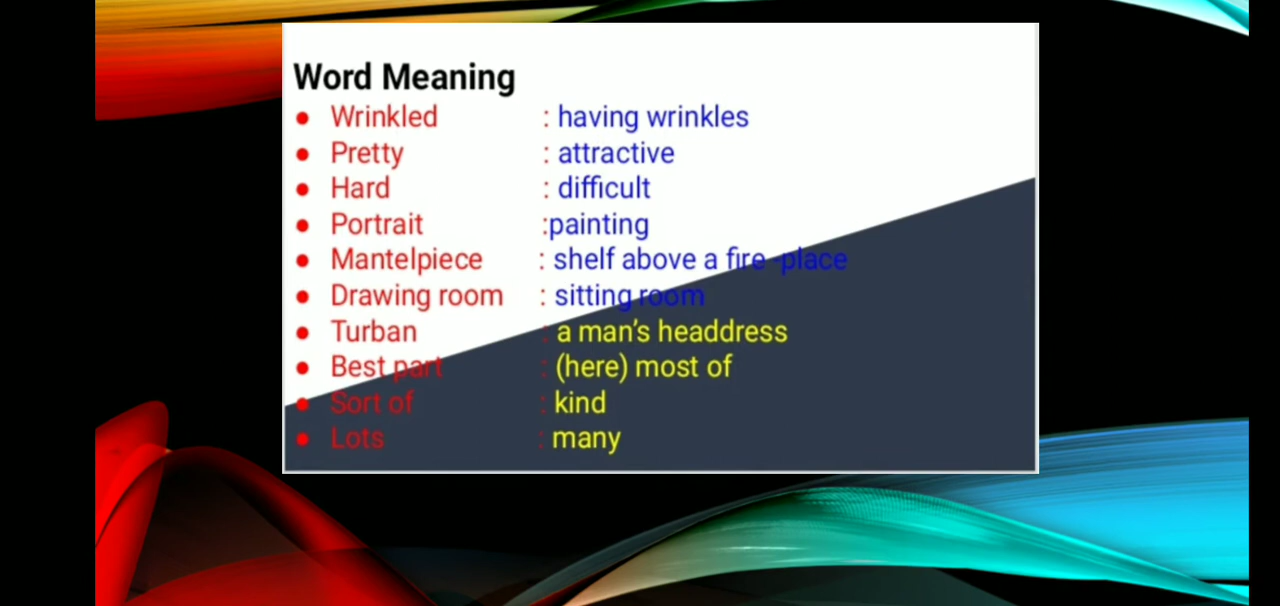 Word Meaning
● Wrinkled : having wrinkles
● Pretty : attractive
● Hard : difficult
● Portrait :painting
● Mantelpiece : shelf above a fire -place
● Drawing room : sitting room
● Turban : a man’s headdress
● Best part : (here) most of
● Sort of : kind
● Lots : many